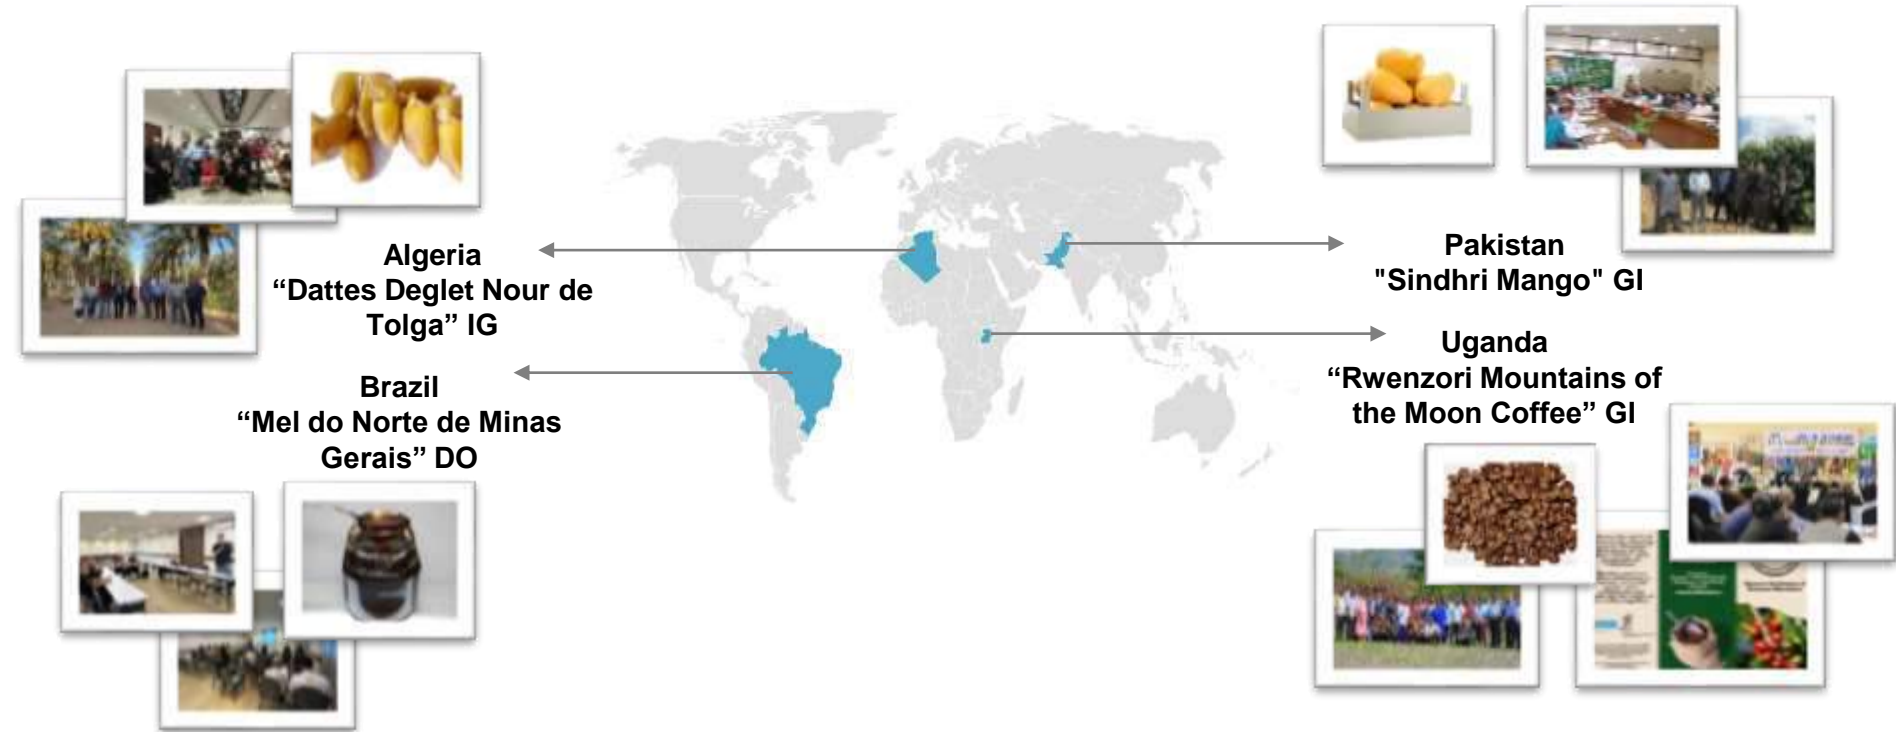 Algeria
“Dattes Deglet Nour de
Tolga” IG
Brazil
“Mel do Norte de Minas
Gerais” DO
Pakistan
"Sindhri Mango" GI
Uganda
“Rwenzori Mountains of
the Moon Coffee” GI